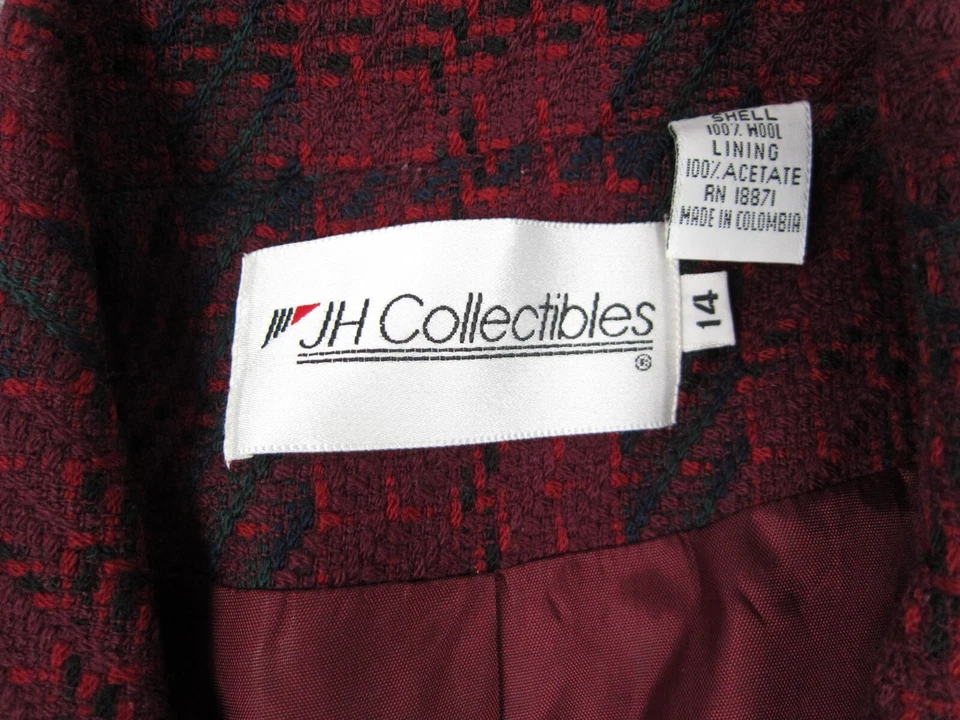 SHELL
100% WOOL
LINING
100% ACETATE
RN 18871
MADE IN COLOMBIA
JH Collectibles
®
14